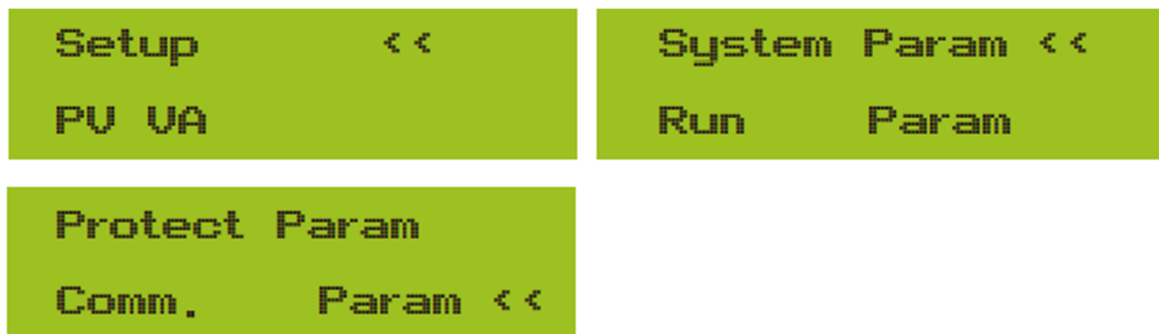 Setup <<
PV VA
System Param <<
Run Param
Protect Param
Comm. Param <<